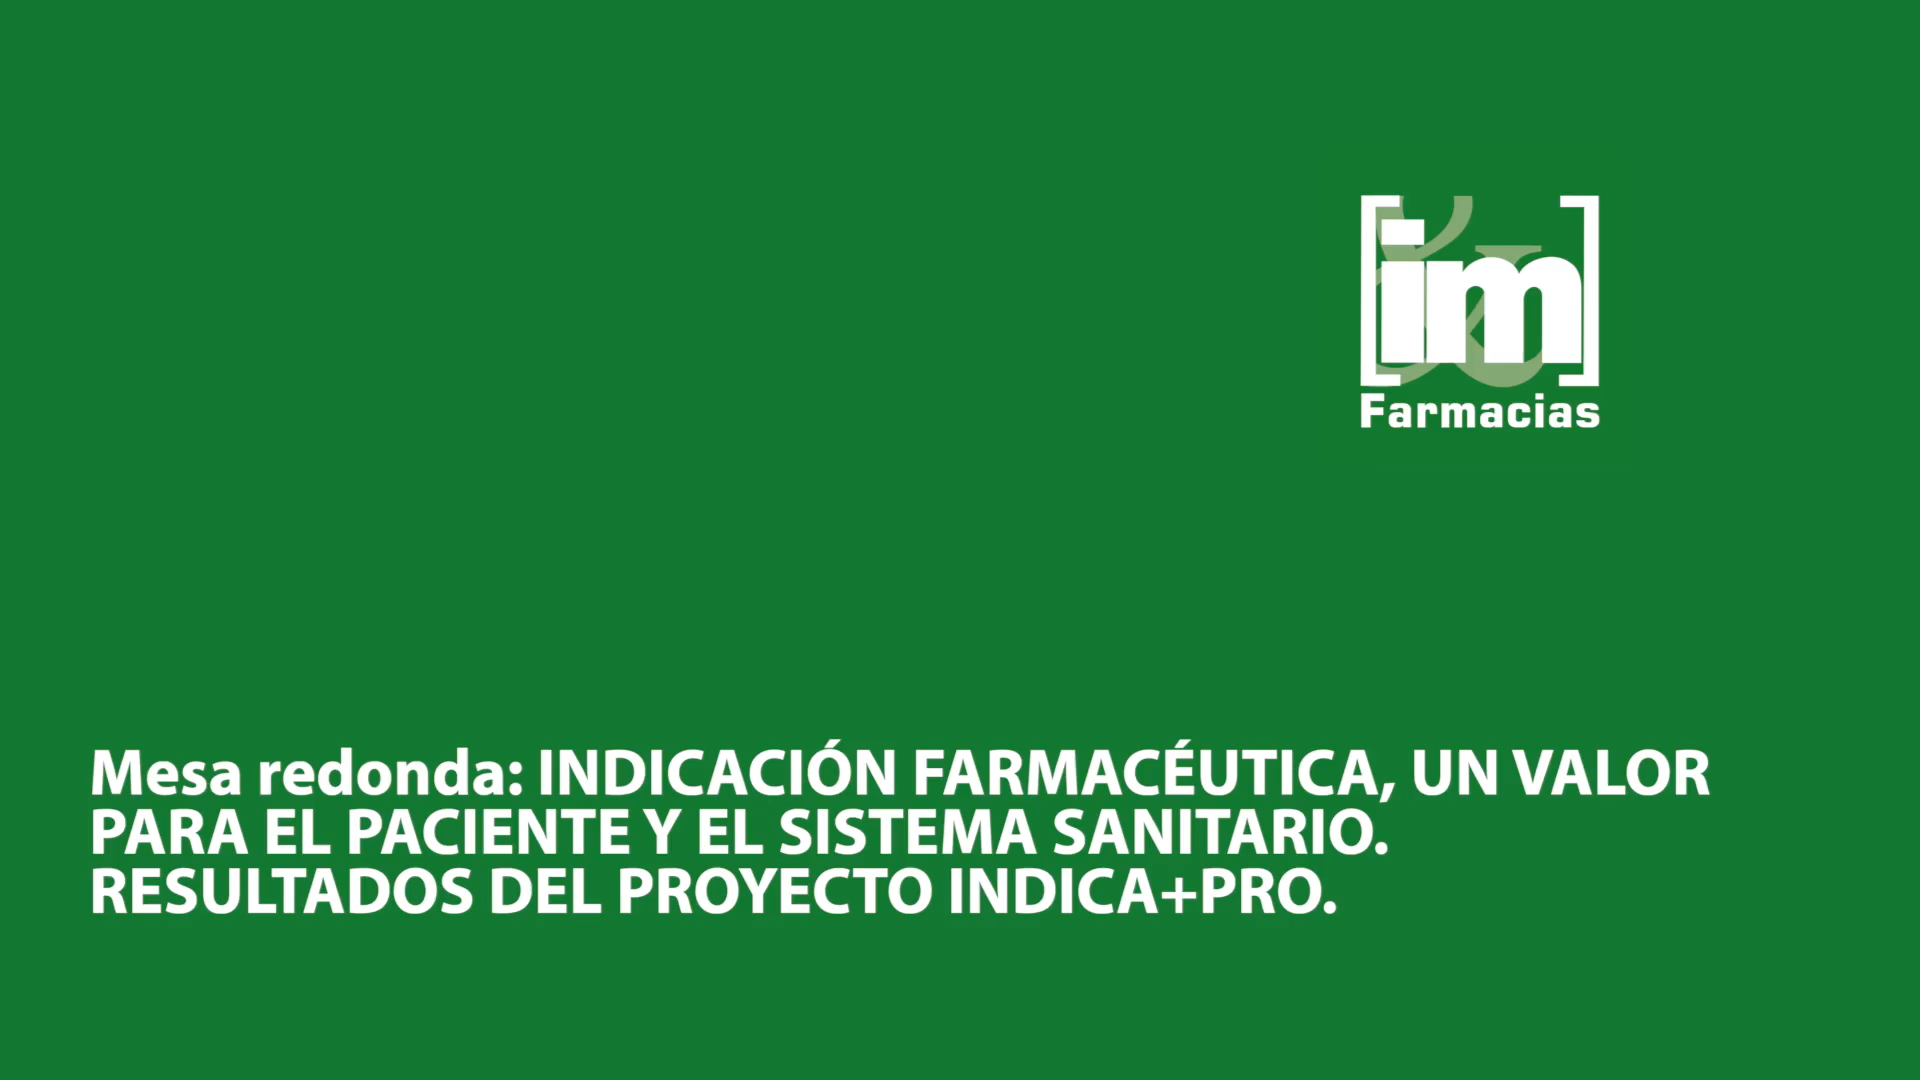 [im]
Farmacias
Mesa redonda: INDICACIÓN FARMACÉUTICA, UN VALOR
PARA EL PACIENTE Y EL SISTEMA SANITARIO.
RESULTADOS DEL PROYECTO INDICA+PRO.